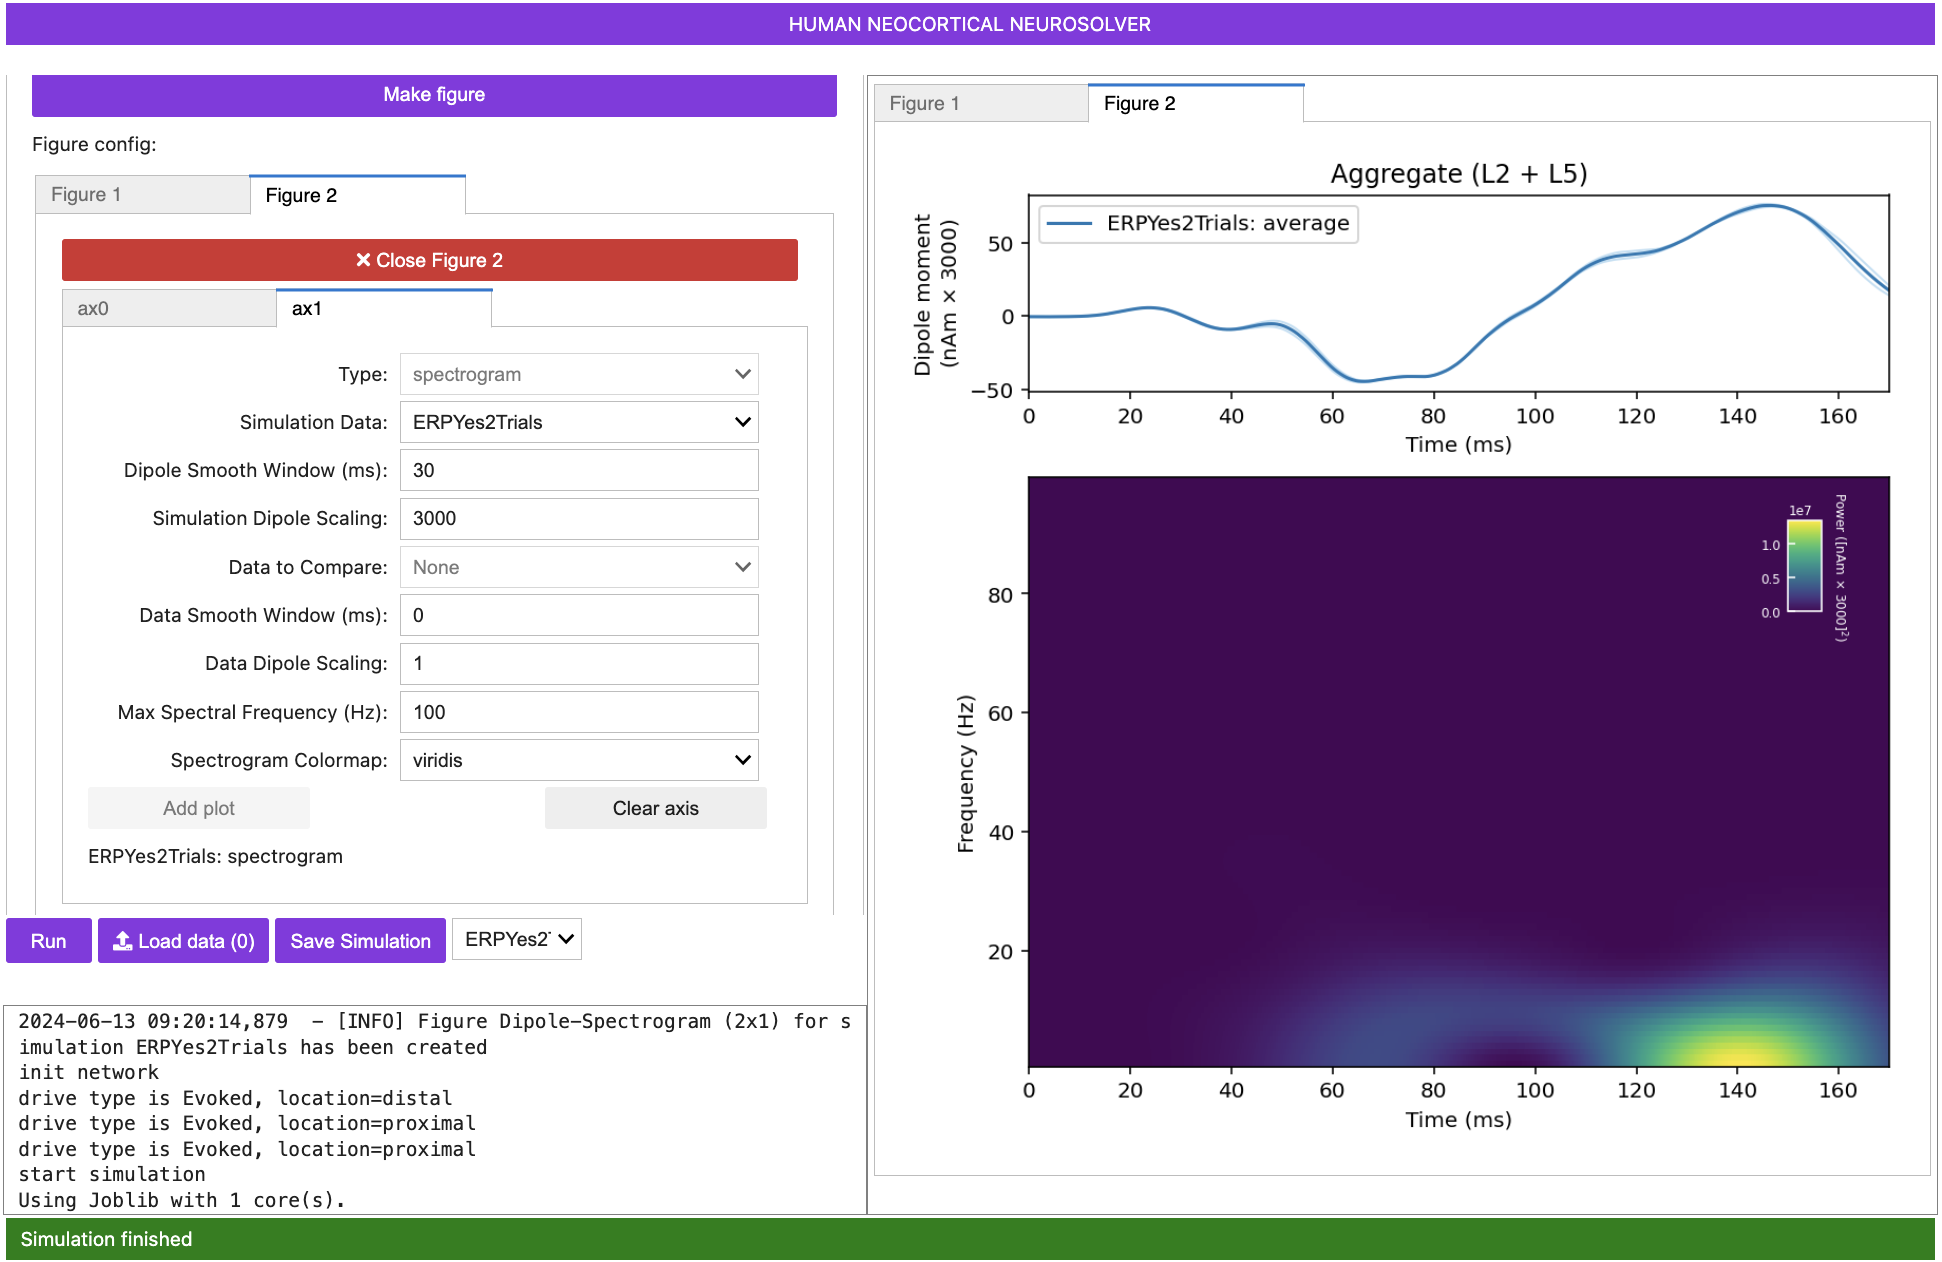 HUMAN NEOCORTICAL NEUROSOLVER
Make figure
Figure config:
Figure 1
Figure 2
✕ Close Figure 2
ax0
ax1
Type:
spectrogram
Simulation Data:
ERPYes2Trials
Dipole Smooth Window (ms):
30
Simulation Dipole Scaling:
3000
Data to Compare:
None
Data Smooth Window (ms):
0
Data Dipole Scaling:
1
Max Spectral Frequency (Hz):
100
Spectrogram Colormap:
viridis
Add plot
Clear axis
ERPYes2Trials: spectrogram
Run
Load data (0)
Save Simulation
ERPYes2
2024-06-13 09:20:14,879  - [INFO] Figure Dipole-Spectrogram (2x1) for s
imulation ERPYes2Trials has been created
init network
drive type is Evoked, location=distal
drive type is Evoked, location=proximal
drive type is Evoked, location=proximal
start simulation
Using Joblib with 1 core(s).
Simulation finished
Figure 1
Figure 2
Aggregate (L2 + L5)
ERPYes2Trials: average
Dipole moment
(nAm × 3000)
50
0
−50
0 20 40 60 80 100 120 140 160
Time (ms)
Frequency (Hz)
80
60
40
20
1e7
1.0
0.5
0.0
Power ([nAm × 3000]²)
0 20 40 60 80 100 120 140 160
Time (ms)